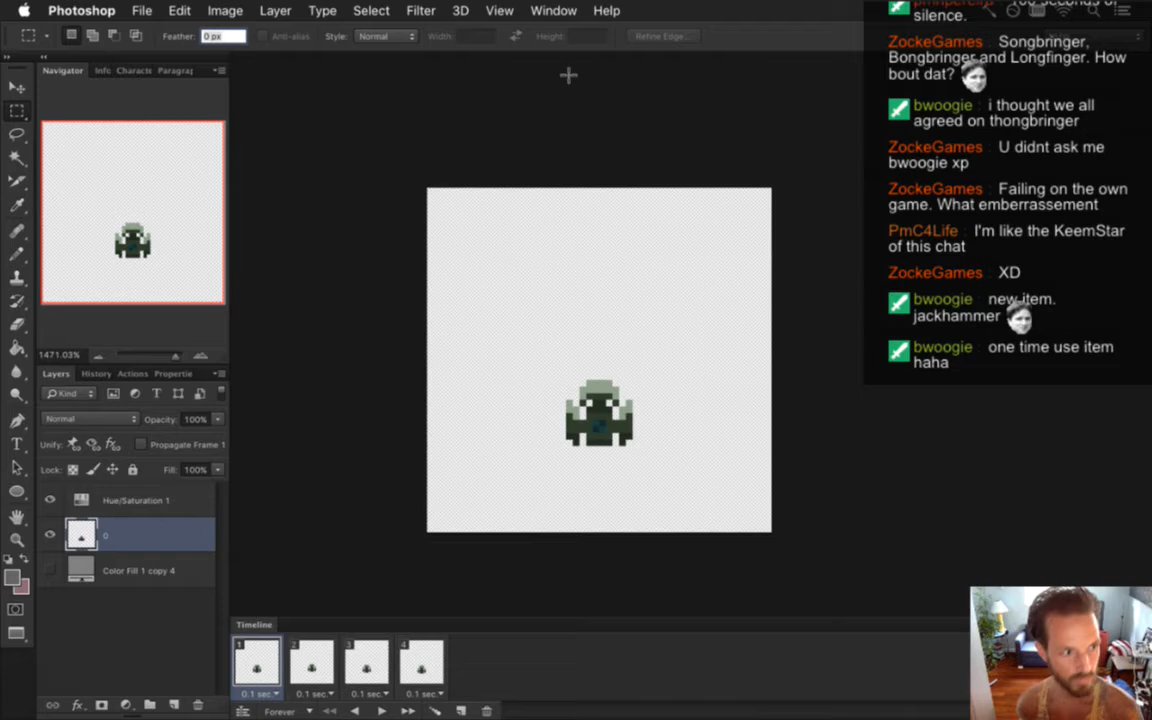 Photoshop File Edit Image Layer Type Select Filter 3D View Window Help
Feather: 0 px Anti-alias Style: Normal Width: Height: Refine Edge...
Navigator Info Characte Paragraj
1471.03%
Layers History Actions Propertie
Kind
Normal Opacity: 100%
Unify: Propagate Frame 1
Lock: Fill: 100%
Hue/Saturation 1
0
Color Fill 1 copy 4
Timeline
1 2 3 4
0.1 sec. 0.1 sec. 0.1 sec. 0.1 sec.
Forever
silence.
ZockeGames : Songbringer,
Bongbringer and Longfinger. How
bout dat?
bwoogie : i thought we all
agreed on thongbringer
ZockeGames : U didnt ask me
bwoogie xp
ZockeGames : Failing on the own
game. What emberrassement
PmC4Life : I'm like the KeemStar
of this chat
ZockeGames : XD
bwoogie : new item.
jackhammer
bwoogie : one time use item
haha